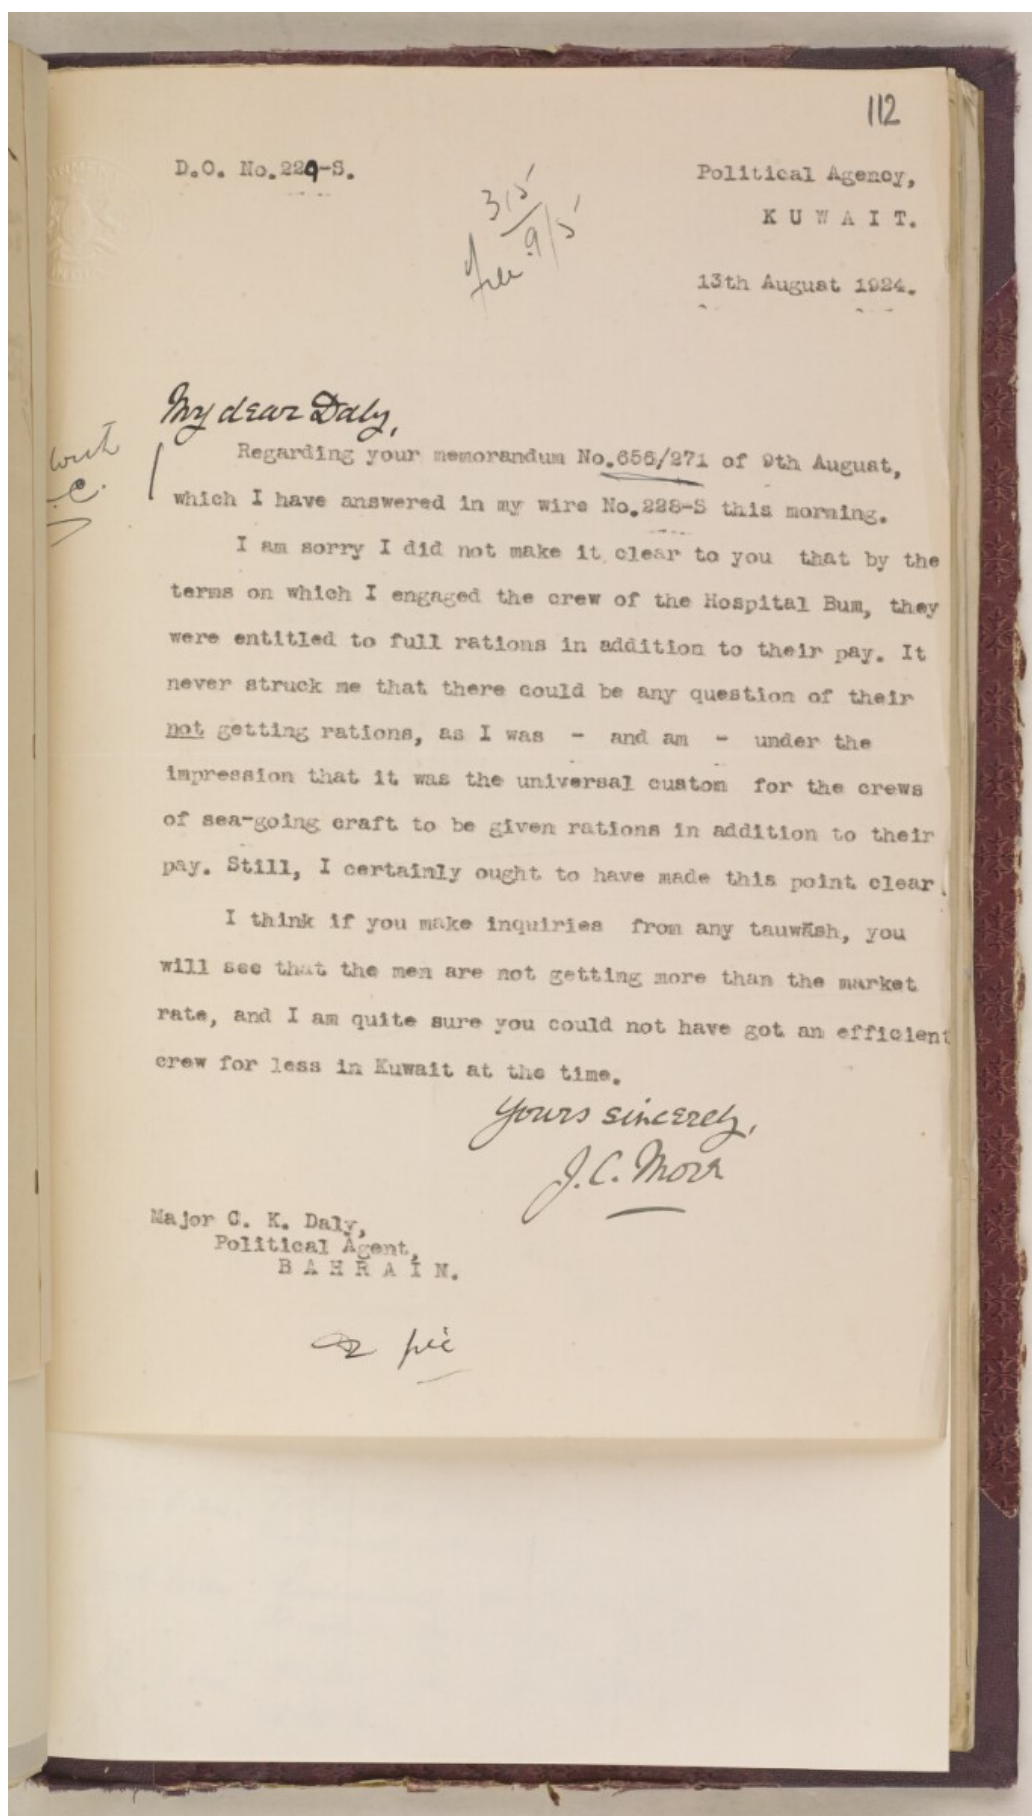 112
D.O. No.229-S.
Political Agency,
K U W A I T.
315
9/5
13th August 1924.
My dear Daly,
Regarding your memorandum No.656/271 of 9th August,
which I have answered in my wire No.228-S this morning.
I am sorry I did not make it clear to you that by the
terms on which I engaged the crew of the Hospital Bum, they
were entitled to full rations in addition to their pay. It
never struck me that there could be any question of their
not getting rations, as I was - and am - under the
impression that it was the universal custom for the crews
of sea-going craft to be given rations in addition to their
pay. Still, I certainly ought to have made this point clear.
I think if you make inquiries from any tauwāsh, you
will see that the men are not getting more than the market
rate, and I am quite sure you could not have got an efficient
crew for less in Kuwait at the time.
Yours sincerely,
J. C. More
Major C. K. Daly,
Political Agent,
B A H R A I N.